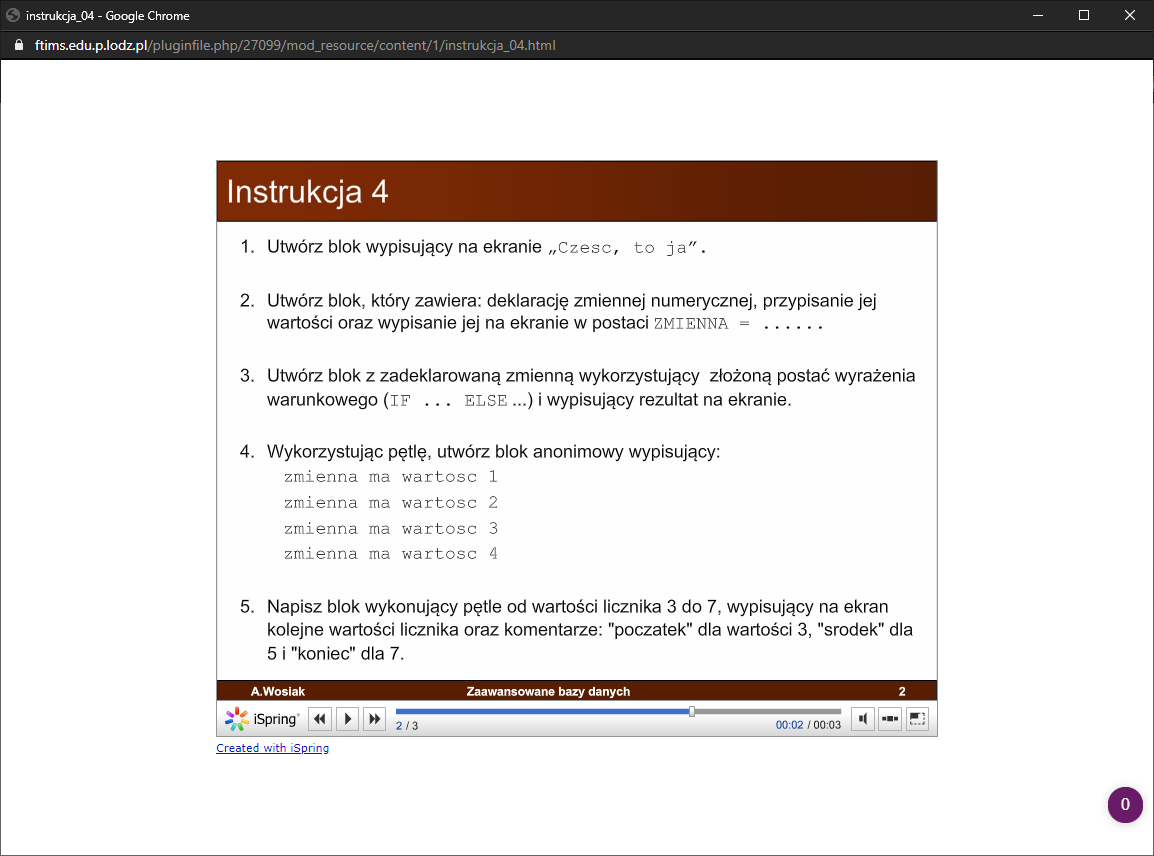 instrukcja_04 - Google Chrome
ftims.edu.p.lodz.pl/pluginfile.php/27099/mod_resource/content/1/instrukcja_04.html
Instrukcja 4
1. Utwórz blok wypisujący na ekranie „Czesc, to ja”.
2. Utwórz blok, który zawiera: deklarację zmiennej numerycznej, przypisanie jej
wartości oraz wypisanie jej na ekranie w postaci ZMIENNA = ......
3. Utwórz blok z zadeklarowaną zmienną wykorzystujący złożoną postać wyrażenia
warunkowego (IF ... ELSE ...) i wypisujący rezultat na ekranie.
4. Wykorzystując pętlę, utwórz blok anonimowy wypisujący:
zmienna ma wartosc 1
zmienna ma wartosc 2
zmienna ma wartosc 3
zmienna ma wartosc 4
5. Napisz blok wykonujący pętle od wartości licznika 3 do 7, wypisujący na ekran
kolejne wartości licznika oraz komentarze: "poczatek" dla wartości 3, "srodek" dla
5 i "koniec" dla 7.
A.Wosiak Zaawansowane bazy danych 2
iSpring 2 / 3 00:02 / 00:03
Created with iSpring
0